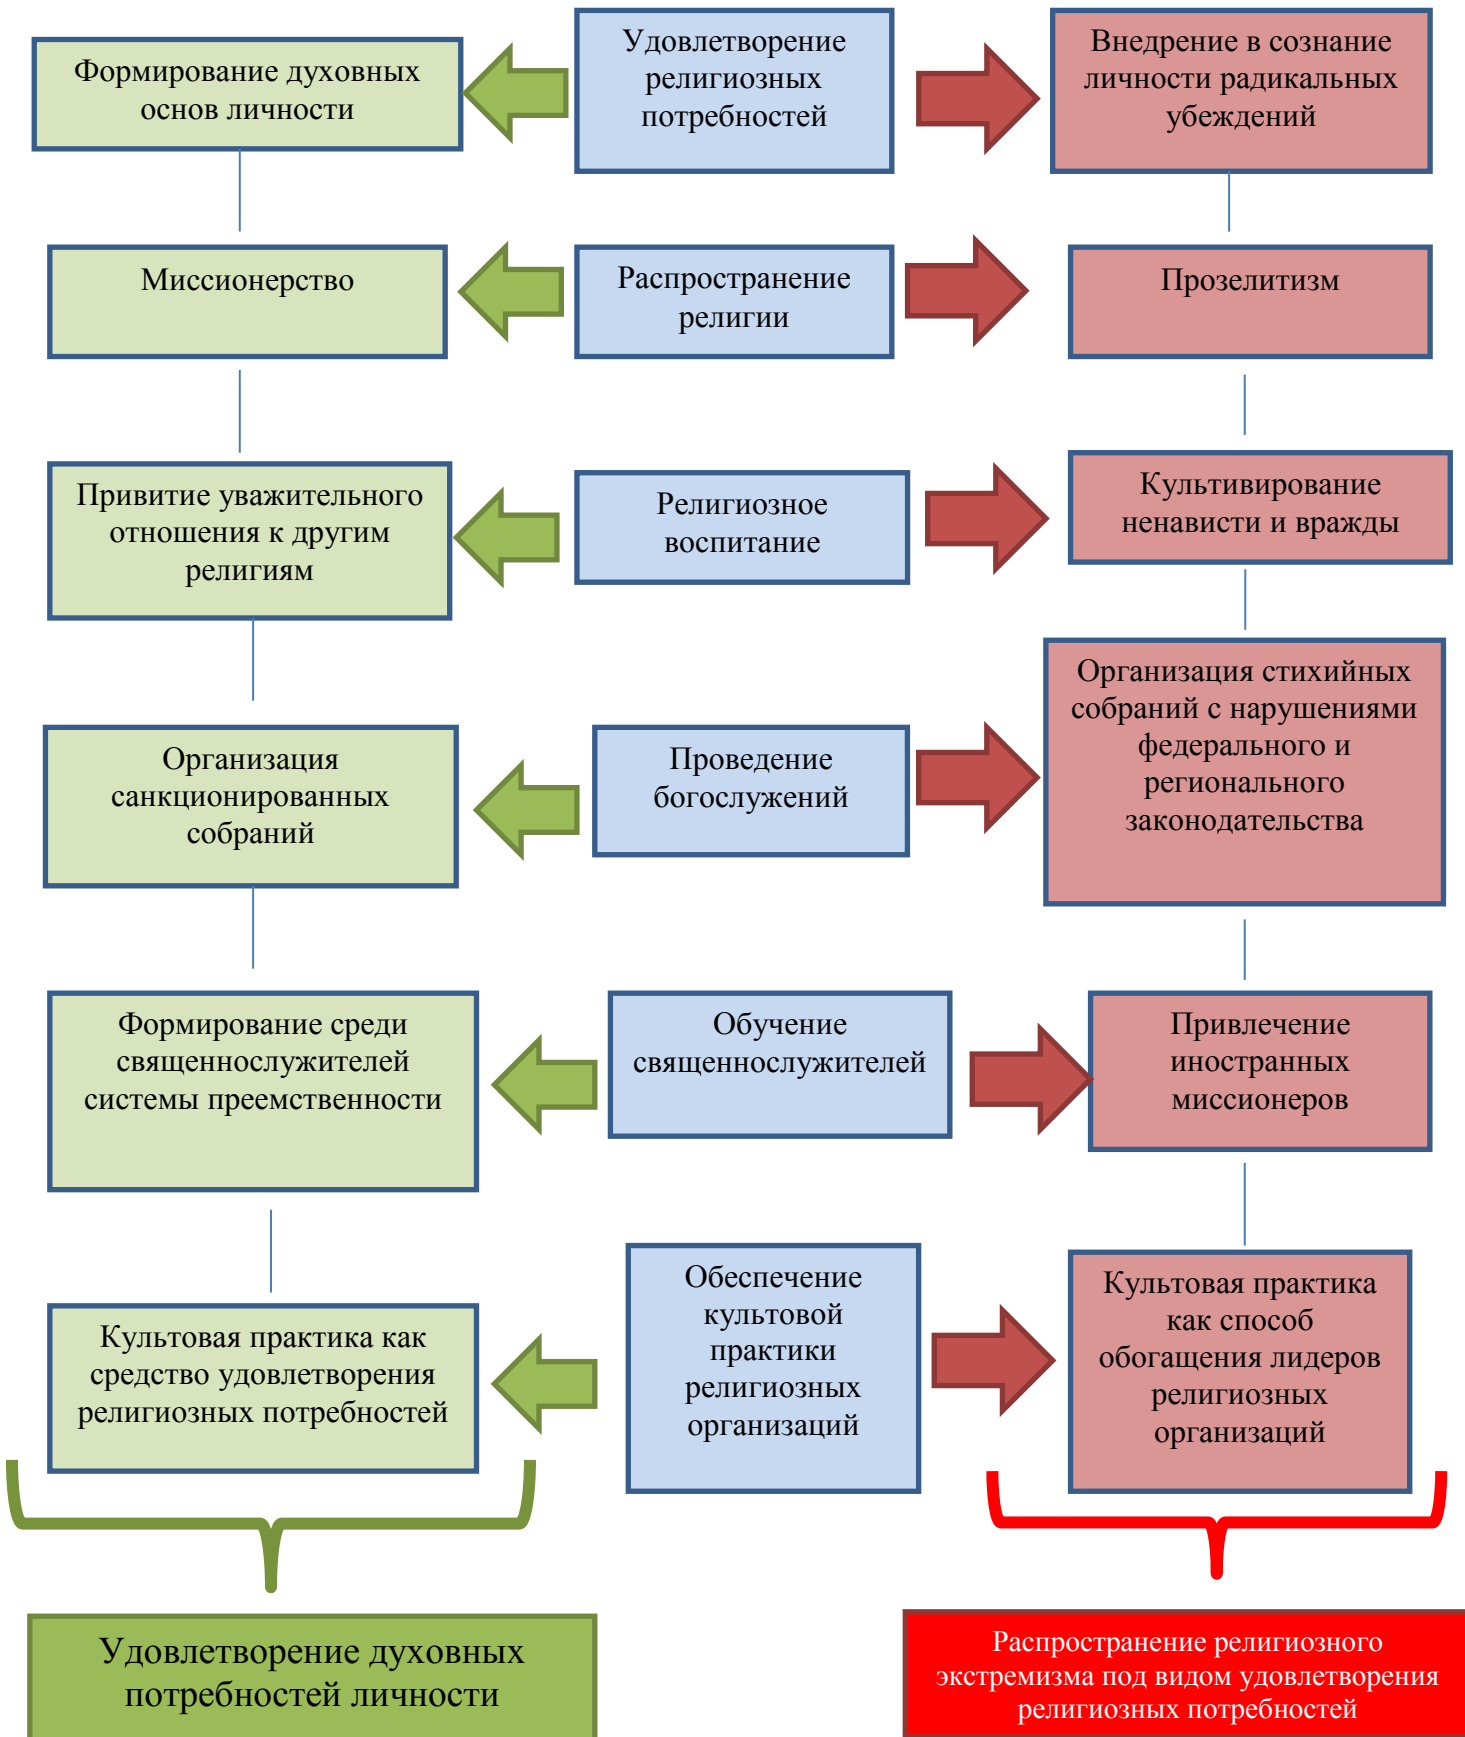 Формирование духовных
основ личности
Удовлетворение
религиозных
потребностей
Внедрение в сознание
личности радикальных
убеждений
Миссионерство
Распространение
религии
Прозелитизм
Привитие уважительного
отношения к другим
религиям
Религиозное
воспитание
Культивирование
ненависти и вражды
Организация
санкционированных
собраний
Проведение
богослужений
Организация стихийных
собраний с нарушениями
федерального и
регионального
законодательства
Формирование среди
священнослужителей
системы преемственности
Обучение
священнослужителей
Привлечение
иностранных
миссионеров
Культовая практика как
средство удовлетворения
религиозных потребностей
Обеспечение
культовой
практики
религиозных
организаций
Культовая практика
как способ
обогащения лидеров
религиозных
организаций
Удовлетворение духовных
потребностей личности
Распространение религиозного
экстремизма под видом удовлетворения
религиозных потребностей